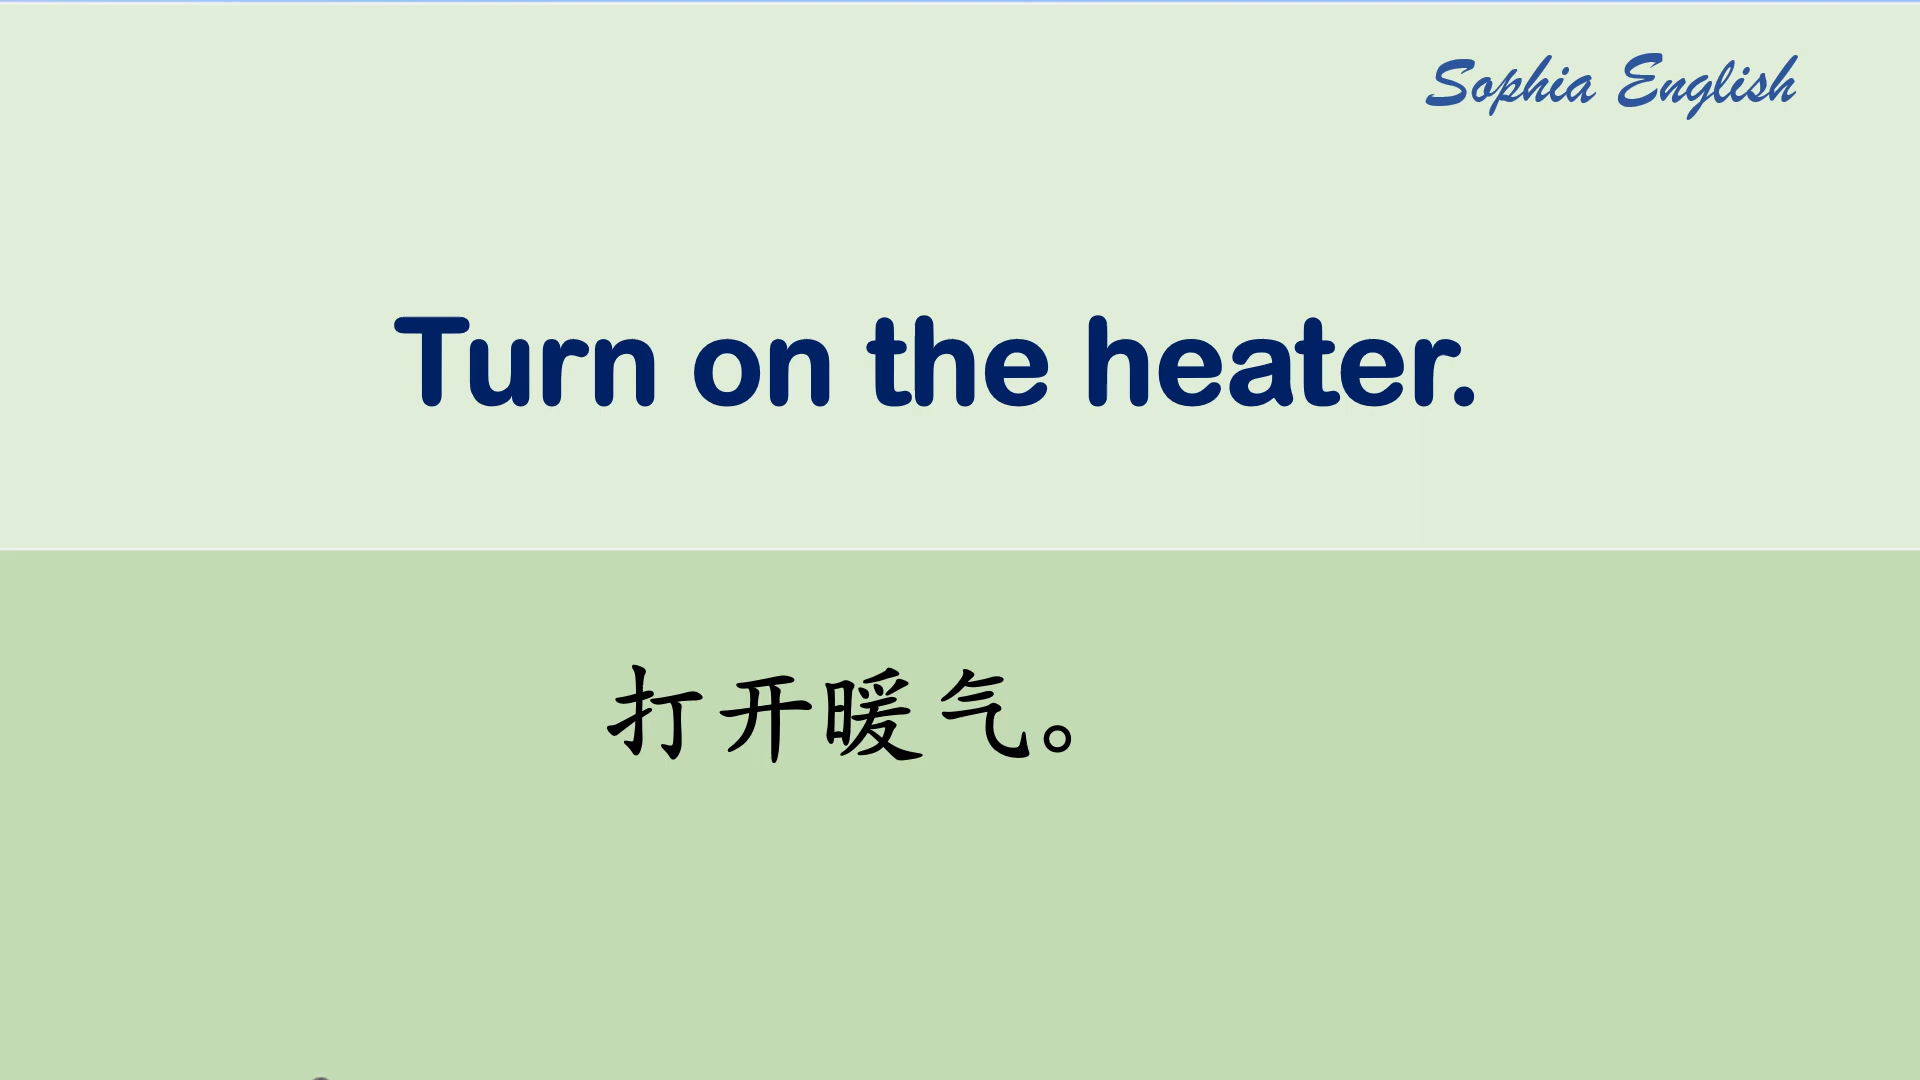 Sophia English
Turn on the heater.
打开暖气。